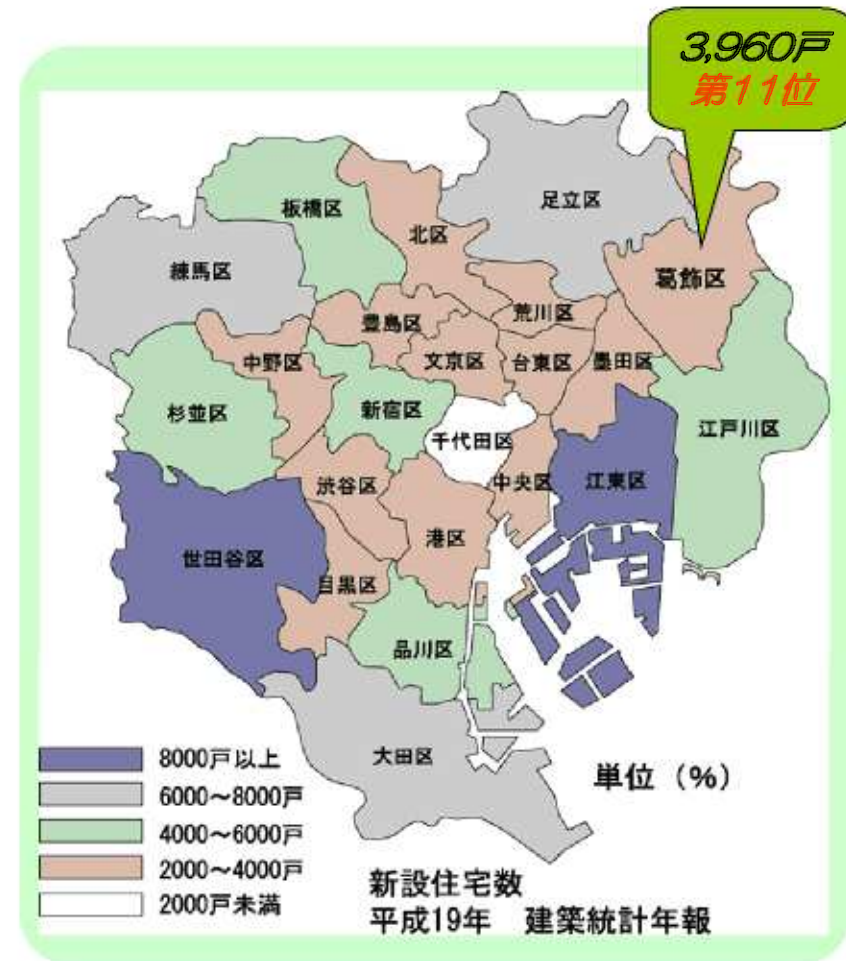 3,960戸
第11位
足立区
板橋区
北区
練馬区
葛飾区
荒川区
豊島区
中野区
文京区
台東区
墨田区
杉並区
新宿区
千代田区
江戸川区
渋谷区
中央区
江東区
港区
世田谷区
目黒区
品川区
大田区
単位（%）
8000戸以上
6000～8000戸
4000～6000戸
2000～4000戸
2000戸未満
新設住宅数
平成19年　建築統計年報